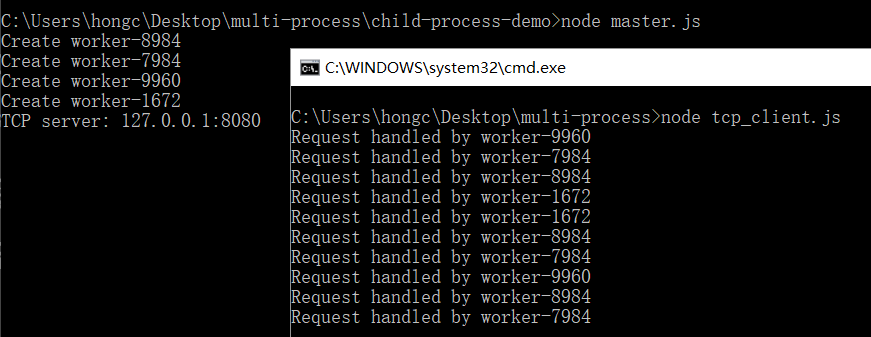 C:\Users\hongc\Desktop\multi-process\child-process-demo>node master.js
Create worker-8984
Create worker-7984
Create worker-9960
Create worker-1672
TCP server: 127.0.0.1:8080
C:\WINDOWS\system32\cmd.exe
C:\Users\hongc\Desktop\multi-process>node tcp_client.js
Request handled by worker-9960
Request handled by worker-7984
Request handled by worker-8984
Request handled by worker-1672
Request handled by worker-1672
Request handled by worker-8984
Request handled by worker-7984
Request handled by worker-9960
Request handled by worker-8984
Request handled by worker-7984